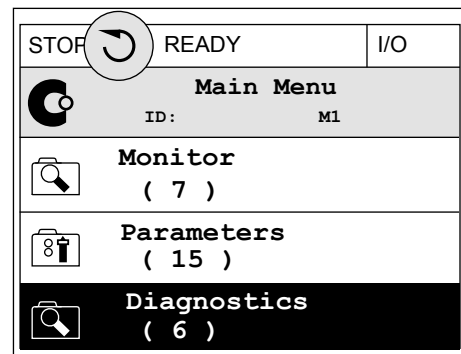 STOP READY I/O
Main Menu
ID: M1
Monitor
( 7 )
Parameters
( 15 )
Diagnostics
( 6 )